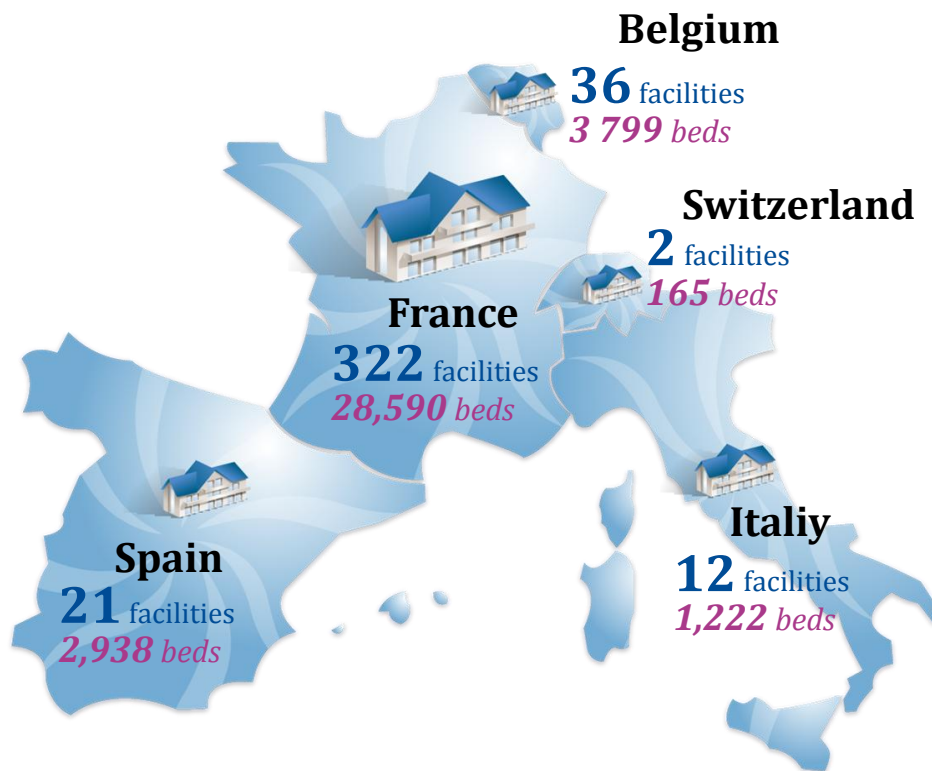 Belgium
36 facilities
3 799 beds
Switzerland
2 facilities
165 beds
France
322 facilities
28,590 beds
Italiy
12 facilities
1,222 beds
Spain
21 facilities
2,938 beds